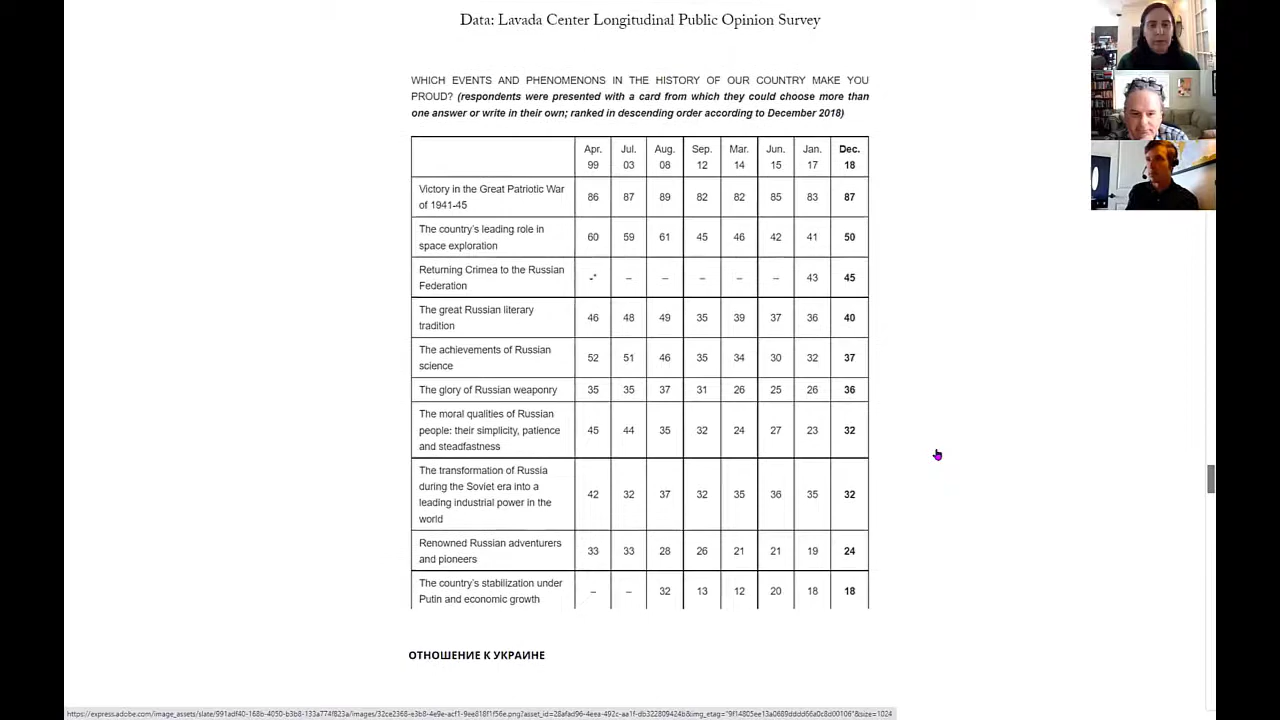 Data: Lavada Center Longitudinal Public Opinion Survey
WHICH EVENTS AND PHENOMENONS IN THE HISTORY OF OUR COUNTRY MAKE YOU
PROUD? (respondents were presented with a card from which they could choose more than
one answer or write in their own; ranked in descending order according to December 2018)
Apr. 99 Jul. 03 Aug. 08 Sep. 12 Mar. 14 Jun. 15 Jan. 17 Dec. 18
Victory in the Great Patriotic War
of 1941-45
86 87 89 82 82 85 83 87
The country's leading role in
space exploration
60 59 61 45 46 42 41 50
Returning Crimea to the Russian
Federation
-* – – – – – 43 45
The great Russian literary
tradition
46 48 49 35 39 37 36 40
The achievements of Russian
science
52 51 46 35 34 30 32 37
The glory of Russian weaponry 35 35 37 31 26 25 26 36
The moral qualities of Russian
people: their simplicity, patience
and steadfastness
45 44 35 32 24 27 23 32
The transformation of Russia
during the Soviet era into a
leading industrial power in the
world
42 32 37 32 35 36 35 32
Renowned Russian adventurers
and pioneers
33 33 28 26 21 21 19 24
The country's stabilization under
Putin and economic growth
– – 32 13 12 20 18 18
ОТНОШЕНИЕ К УКРАИНЕ